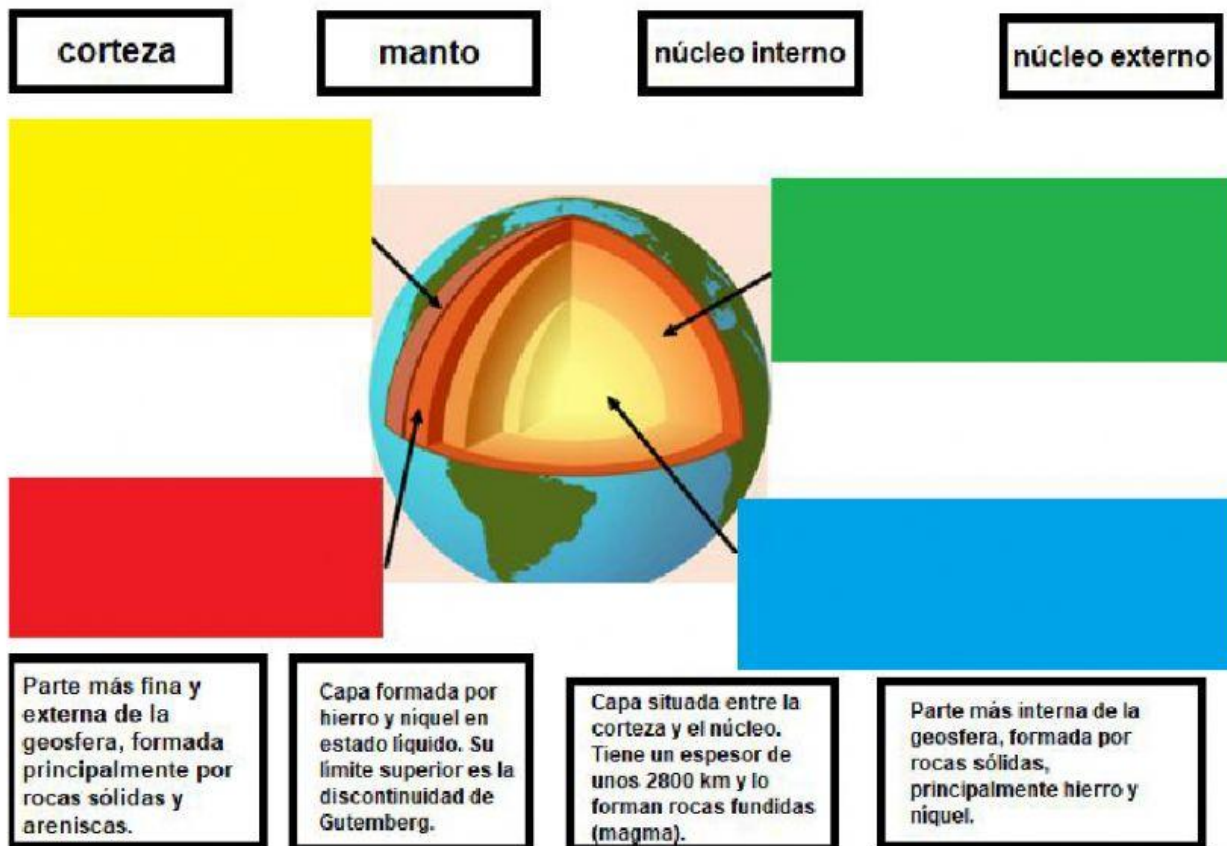 corteza
manto
núcleo interno
núcleo externo
Parte más fina y
externa de la
geosfera, formada
principalmente por
rocas sólidas y
areniscas.
Capa formada por
hierro y níquel en
estado líquido. Su
límite superior es la
discontinuidad de
Gutemberg.
Capa situada entre la
corteza y el núcleo.
Tiene un espesor de
unos 2800 km y lo
forman rocas fundidas
(magma).
Parte más interna de la
geosfera, formada por
rocas sólidas,
principalmente hierro y
níquel.